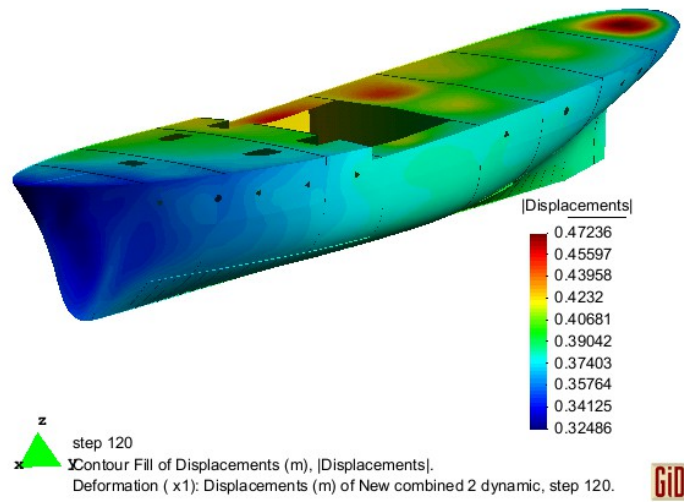 |Displacements|
0.47236
0.45597
0.43958
0.4232
0.40681
0.39042
0.37403
0.35764
0.34125
0.32486
z
x
y
step 120
Contour Fill of Displacements (m), |Displacements|.
Deformation ( x1): Displacements (m) of New combined 2 dynamic, step 120.
GiD